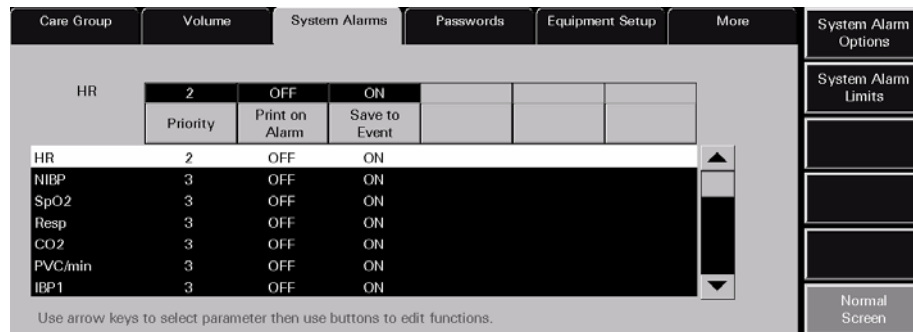 Care Group Volume System Alarms Passwords Equipment Setup More
System Alarm
Options
System Alarm
Limits
HR 2 OFF ON
Priority Print on
Alarm Save to
Event
HR 2 OFF ON
NIBP 3 OFF ON
SpO2 3 OFF ON
Resp 3 OFF ON
CO2 3 OFF ON
PVC/min 3 OFF ON
IBP1 3 OFF ON
Use arrow keys to select parameter then use buttons to edit functions.
Normal
Screen